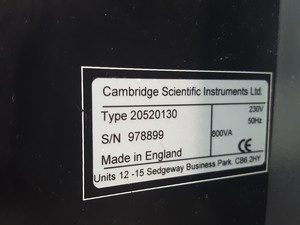 Cambridge Scientific Instruments Ltd.
Type 20520130 230V
50Hz
S/N 978899 800VA
Made in England CE
Units 12 -15 Sedgeway Business Park. CB6 2HY